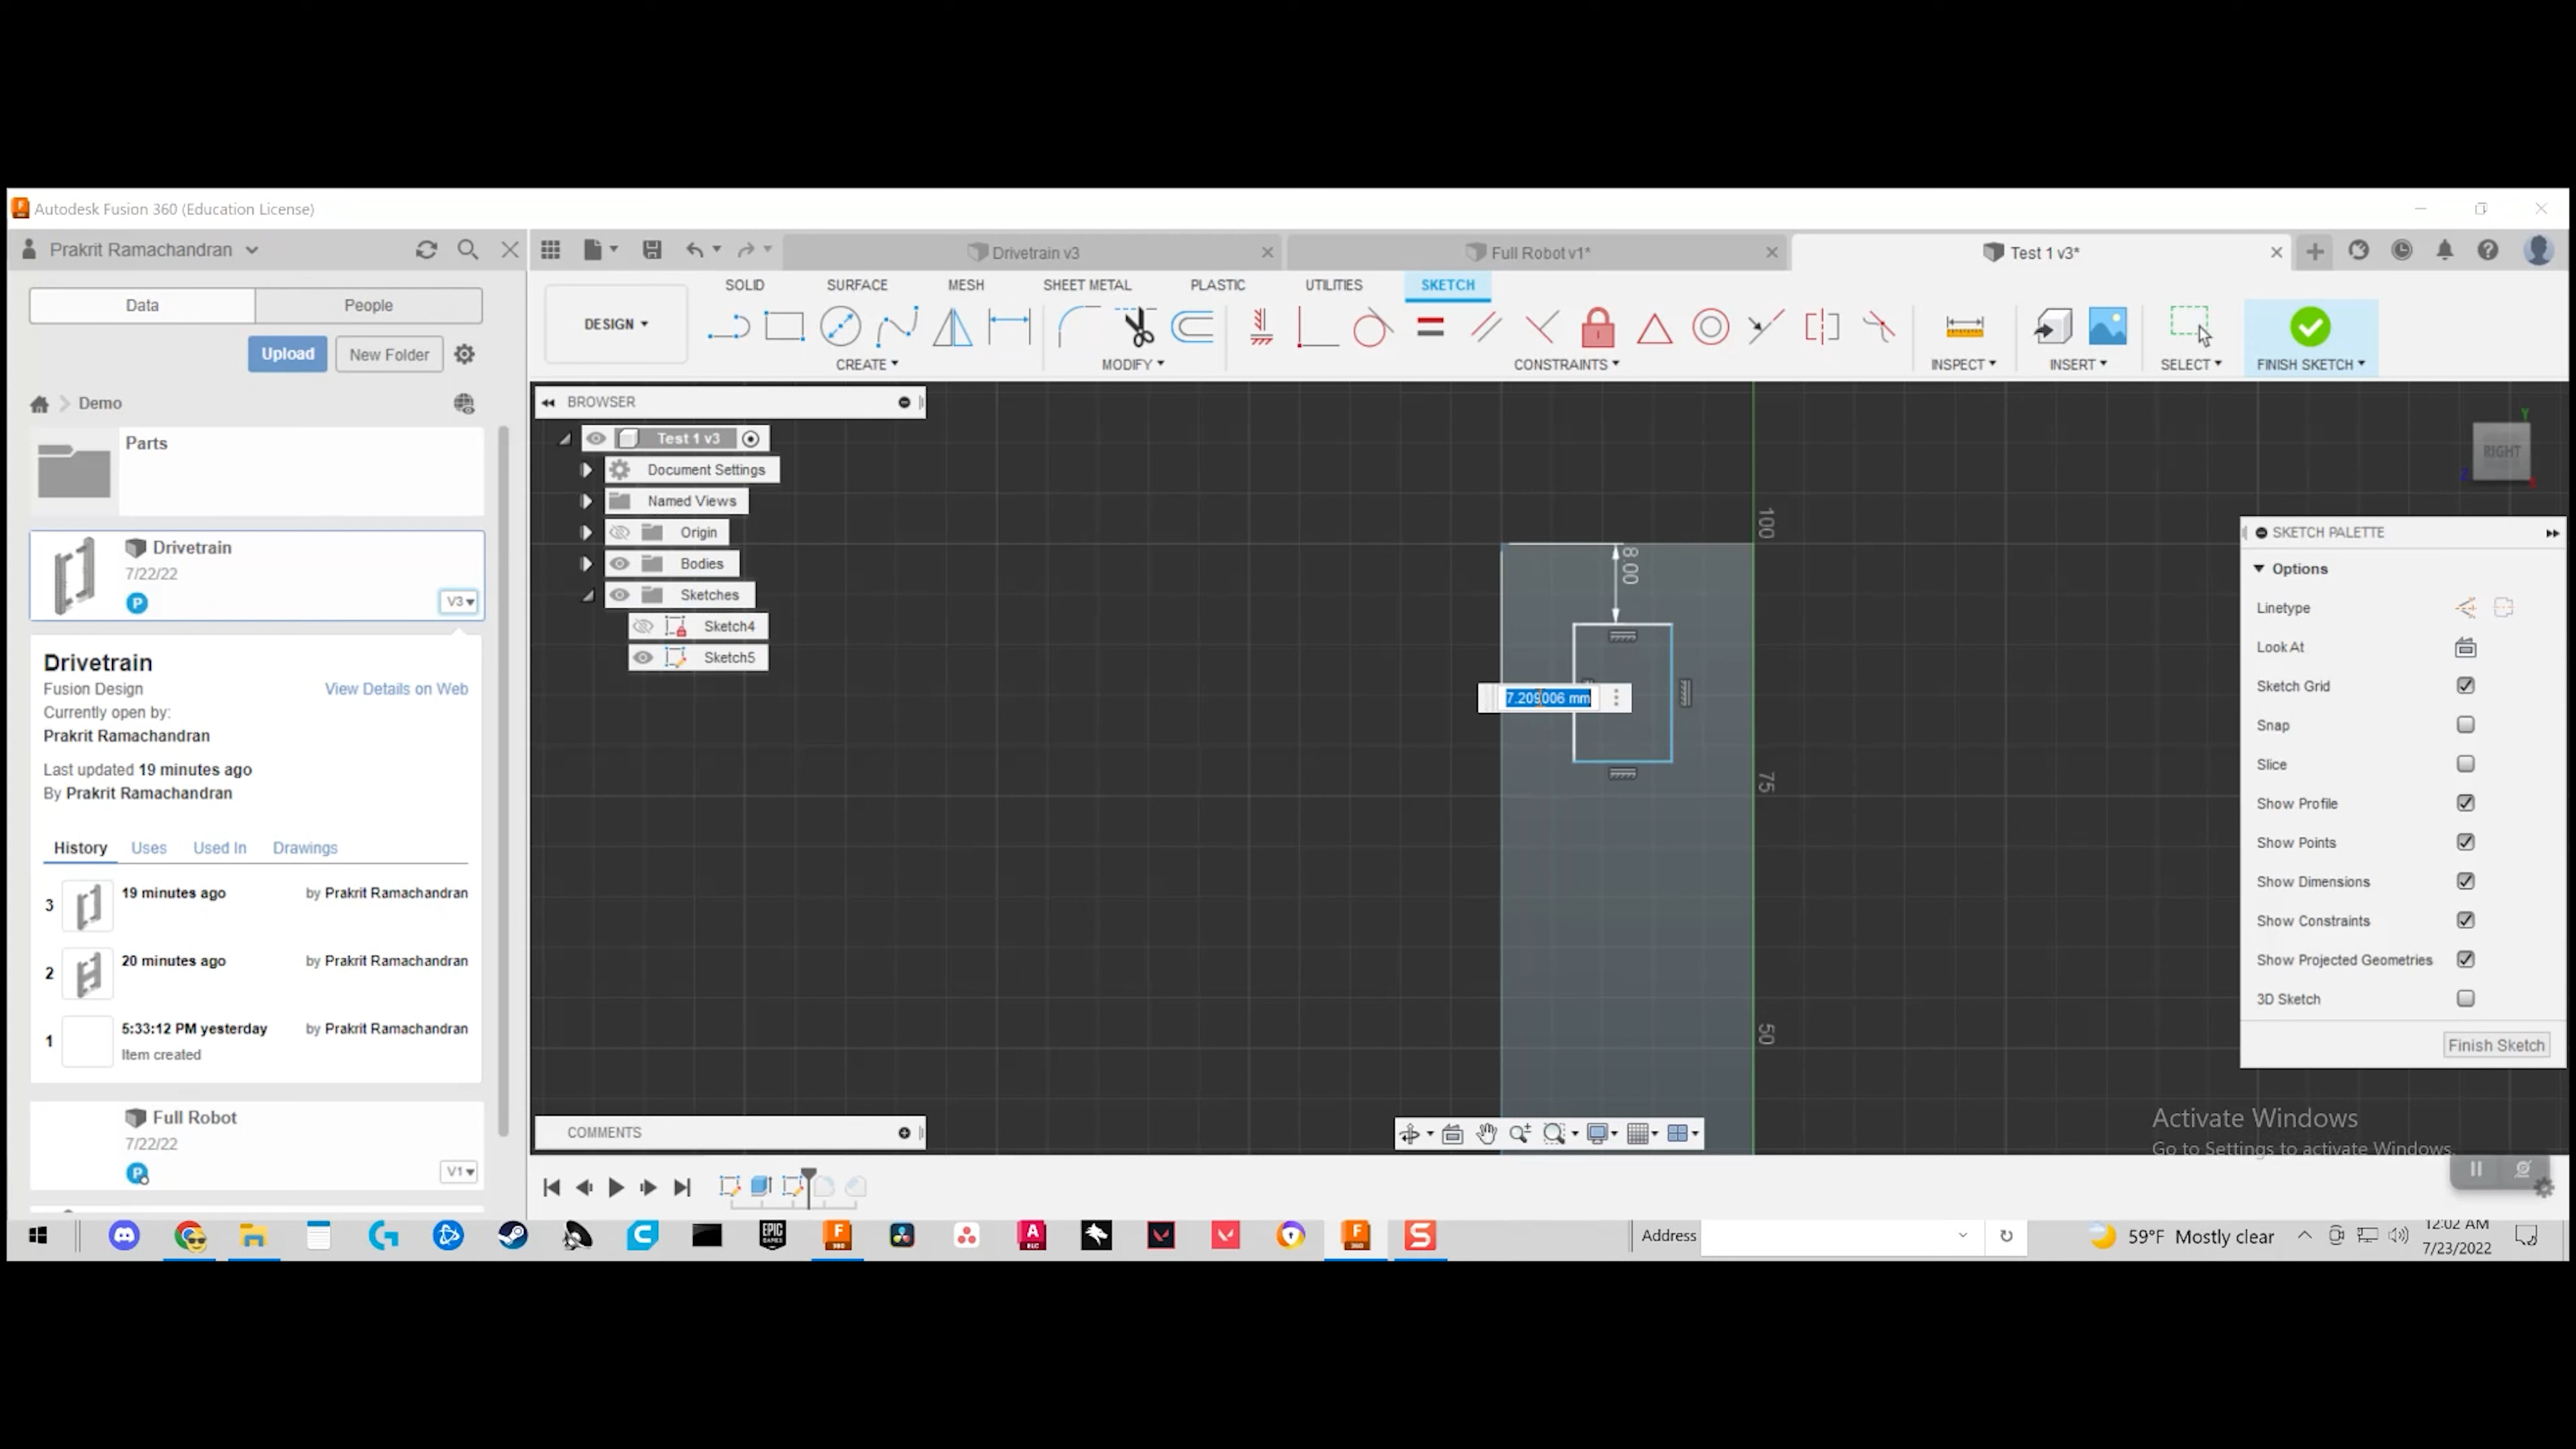 Autodesk Fusion 360 (Education License)
Prakrit Ramachandran
Drivetrain v3
Full Robot v1*
Test 1 v3*
Data
People
Upload
New Folder
Demo
Parts
Drivetrain
7/22/22
P
V3
Drivetrain
Fusion Design
View Details on Web
Currently open by:
Prakrit Ramachandran
Last updated 19 minutes ago
By Prakrit Ramachandran
History
Uses
Used In
Drawings
3
19 minutes ago
by Prakrit Ramachandran
2
20 minutes ago
by Prakrit Ramachandran
1
5:33:12 PM yesterday
by Prakrit Ramachandran
Item created
Full Robot
7/22/22
P
V1
SOLID
SURFACE
MESH
SHEET METAL
PLASTIC
UTILITIES
SKETCH
DESIGN
CREATE
MODIFY
CONSTRAINTS
INSPECT
INSERT
SELECT
FINISH SKETCH
BROWSER
Test 1 v3
Document Settings
Named Views
Origin
Bodies
Sketches
Sketch4
Sketch5
100
8.00
7.209006 mm
75
50
RIGHT
Y
SKETCH PALETTE
Options
Linetype
Look At
Sketch Grid
Snap
Slice
Show Profile
Show Points
Show Dimensions
Show Constraints
Show Projected Geometries
3D Sketch
Finish Sketch
COMMENTS
Activate Windows
Go to Settings to activate Windows.
EPIC
Address
59°F Mostly clear
12:02 AM
7/23/2022